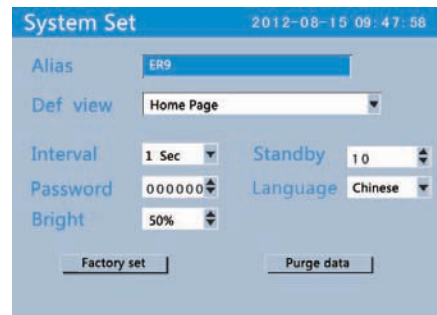 System Set 2012-08-15 09:47:58
Alias ER9
Def view Home Page
Interval 1 Sec Standby 10
Password 000000 Language Chinese
Bright 50%
Factory set Purge data